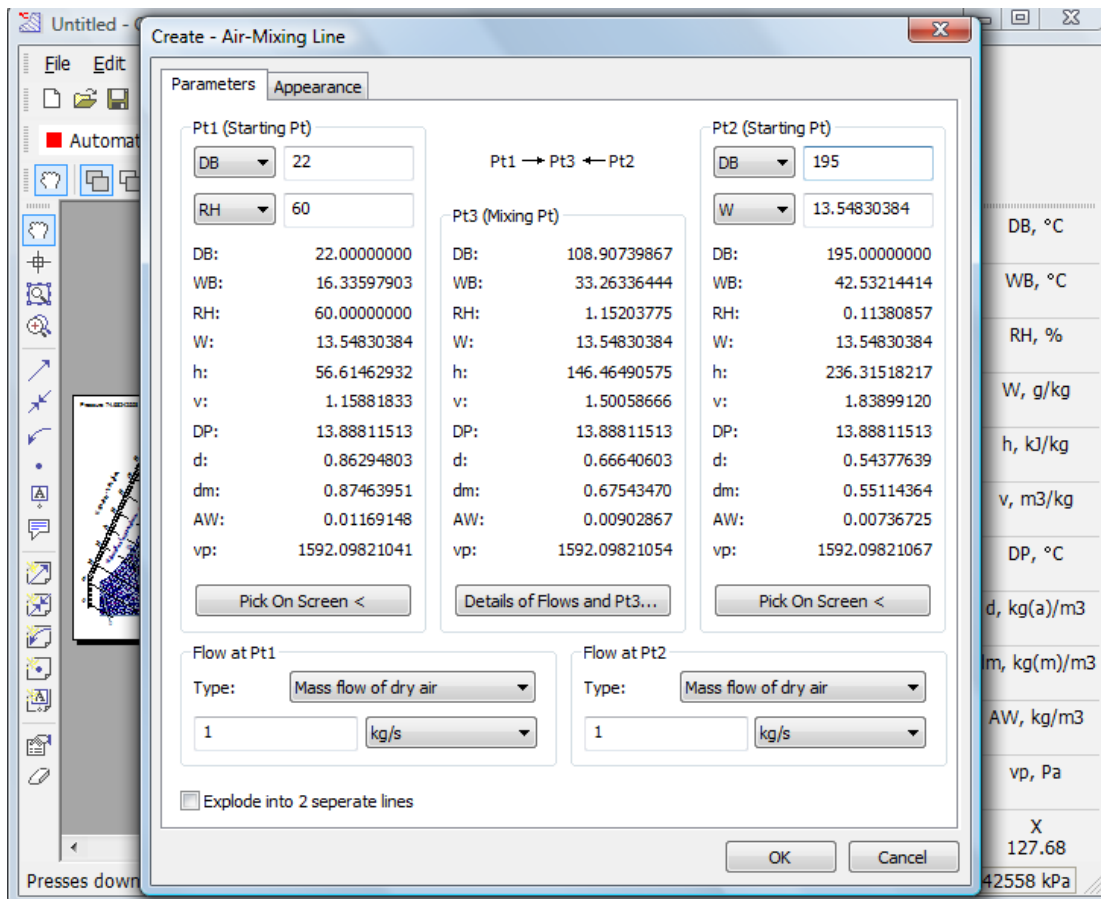 Untitled - C
Create - Air-Mixing Line
File Edit
Automat
Parameters Appearance
Pt1 (Starting Pt)
DB 22
RH 60
DB: 22.00000000
WB: 16.33597903
RH: 60.00000000
W: 13.54830384
h: 56.61462932
v: 1.15881833
DP: 13.88811513
d: 0.86294803
dm: 0.87463951
AW: 0.01169148
vp: 1592.09821041
Pick On Screen <
Pt1 → Pt3 ← Pt2
Pt3 (Mixing Pt)
DB: 108.90739867
WB: 33.26336444
RH: 1.15203775
W: 13.54830384
h: 146.46490575
v: 1.50058666
DP: 13.88811513
d: 0.66640603
dm: 0.67543470
AW: 0.00902867
vp: 1592.09821054
Details of Flows and Pt3...
Pt2 (Starting Pt)
DB 195
W 13.54830384
DB: 195.00000000
WB: 42.53214414
RH: 0.11380857
W: 13.54830384
h: 236.31518217
v: 1.83899120
DP: 13.88811513
d: 0.54377639
dm: 0.55114364
AW: 0.00736725
vp: 1592.09821067
Pick On Screen <
Flow at Pt1
Type: Mass flow of dry air
1 kg/s
Flow at Pt2
Type: Mass flow of dry air
1 kg/s
Explode into 2 seperate lines
OK Cancel
DB, °C
WB, °C
RH, %
W, g/kg
h, kJ/kg
v, m3/kg
DP, °C
d, kg(a)/m3
dm, kg(m)/m3
AW, kg/m3
vp, Pa
X
127.68
Presses down
42558 kPa